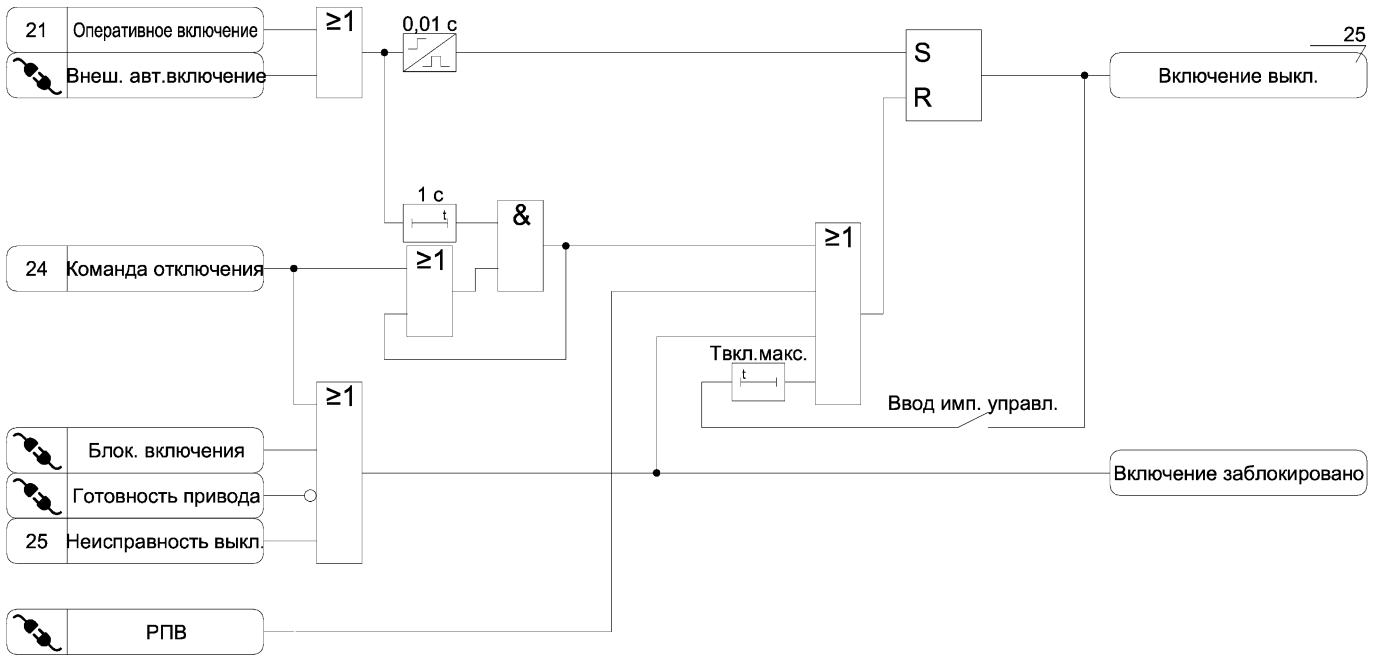 21 Оперативное включение
Внеш. авт.включение
≥1
0,01 с
S
R
25
Включение выкл.
1 с
t
&
24 Команда отключения
≥1
≥1
Твкл.макс.
t
Ввод имп. управл.
≥1
Блок. включения
Готовность привода
25 Неисправность выкл.
Включение заблокировано
РПВ